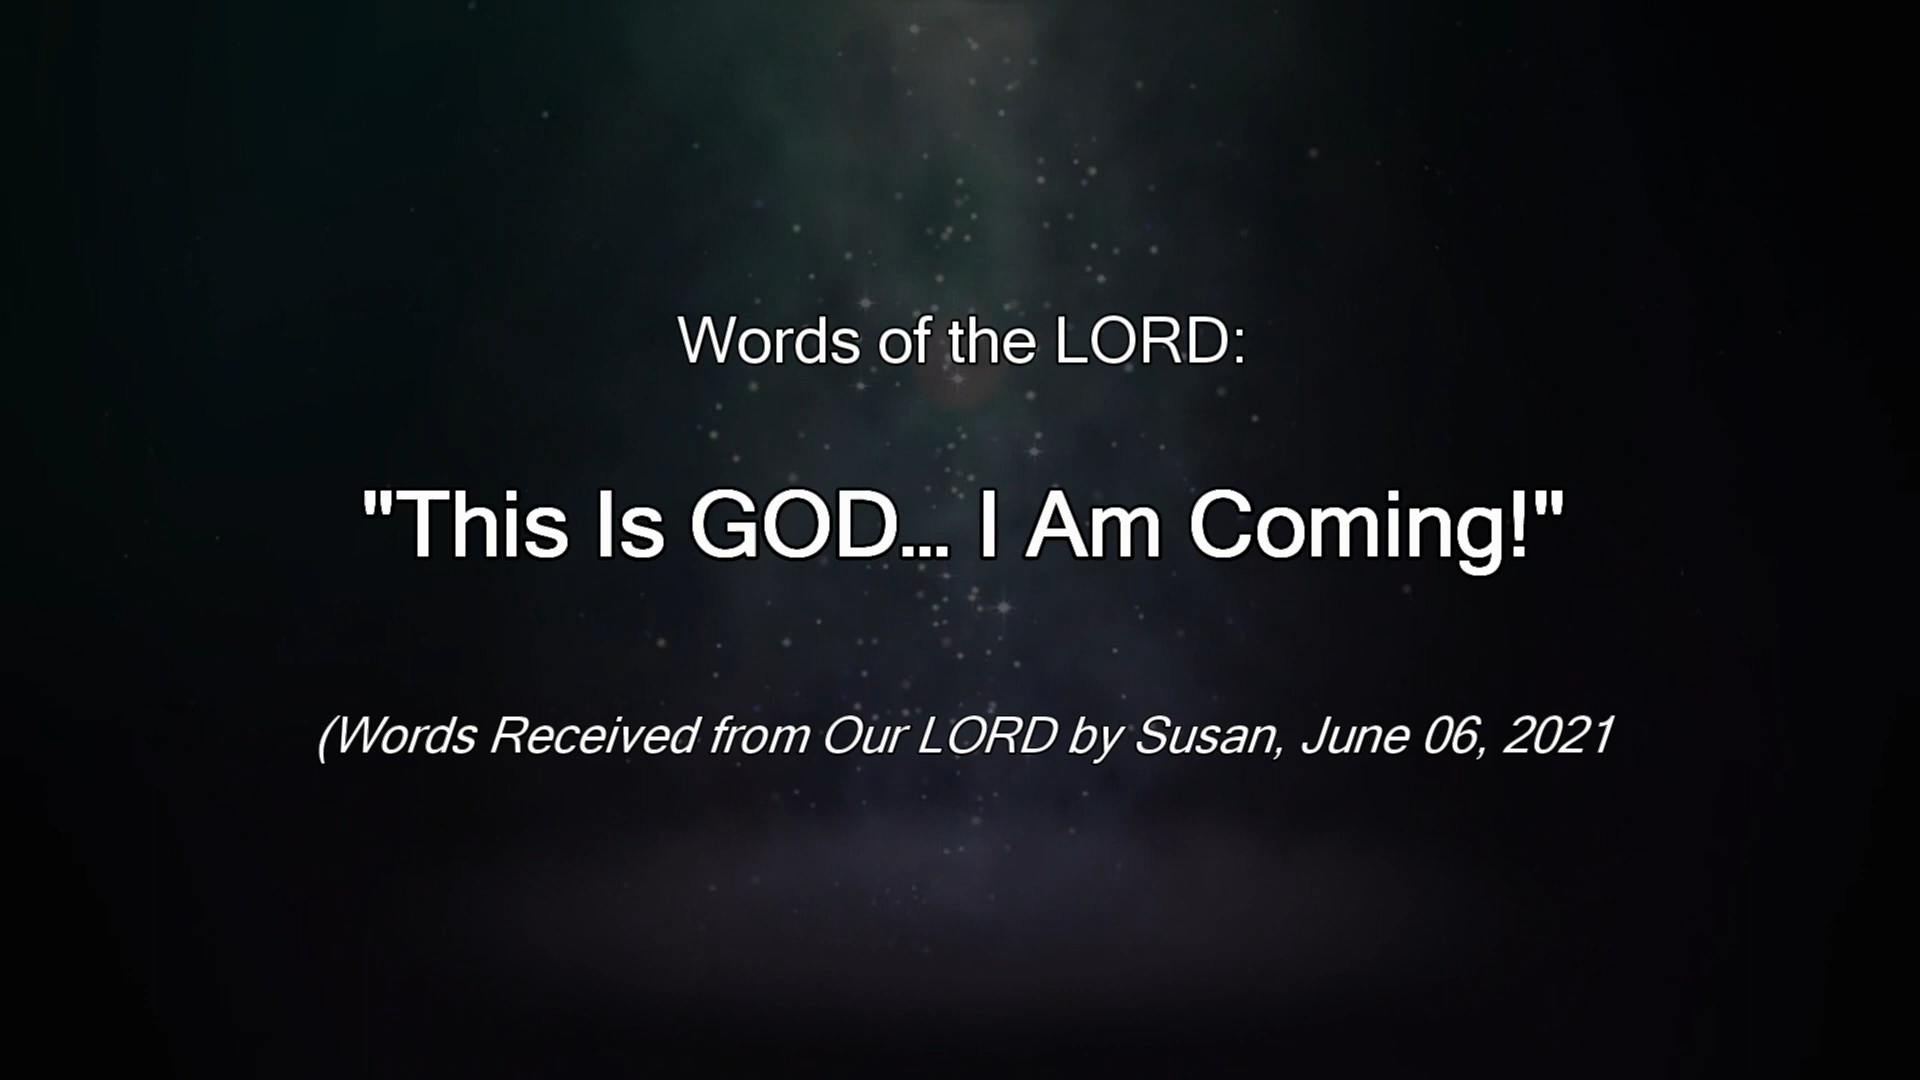 Words of the LORD:
"This Is GOD... I Am Coming!"
(Words Received from Our LORD by Susan, June 06, 2021